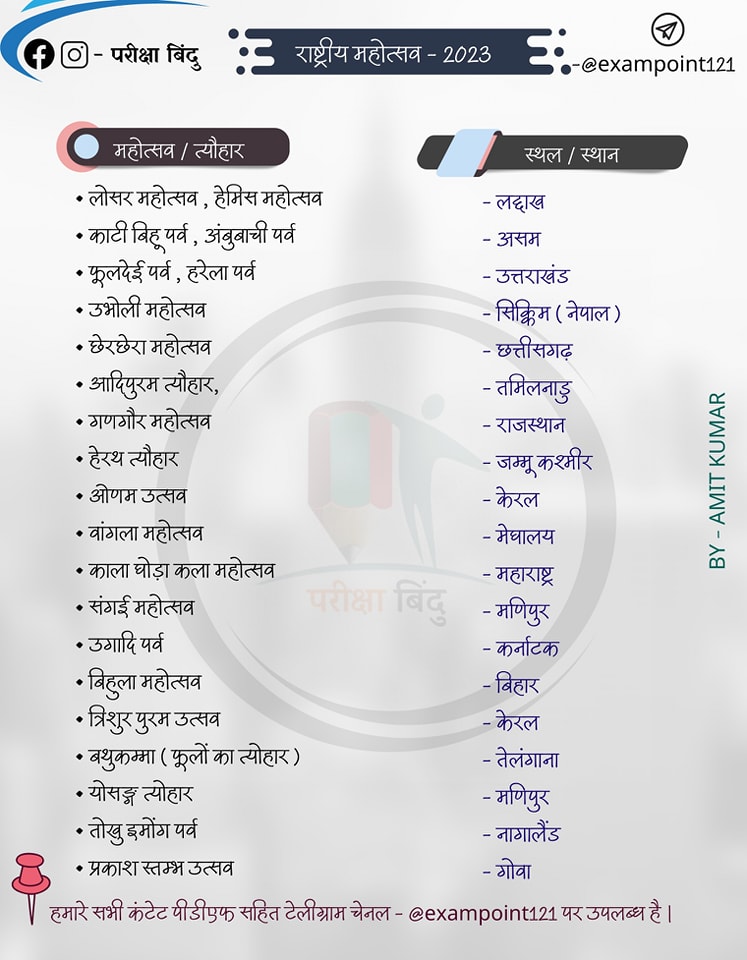 - परीक्षा बिंदु
राष्ट्रीय महोत्सव - 2023
-@exampoint121
महोत्सव / त्यौहार
स्थल / स्थान
• लोसर महोत्सव , हेमिस महोत्सव - लद्दाख
• काटी बिहू पर्व , अंबुबाची पर्व - असम
• फूलदेई पर्व , हरेला पर्व - उत्तराखंड
• उभोली महोत्सव - सिक्किम ( नेपाल )
• छेरछेरा महोत्सव - छत्तीसगढ़
• आदिपुरम त्यौहार, - तमिलनाडु
• गणगौर महोत्सव - राजस्थान
• हेरथ त्यौहार - जम्मू कश्मीर
• ओणम उत्सव - केरल
• वांगला महोत्सव - मेघालय
• काला घोड़ा कला महोत्सव - महाराष्ट्र
• संगई महोत्सव - मणिपुर
• उगादि पर्व - कर्नाटक
• बिहुला महोत्सव - बिहार
• त्रिशुर पुरम उत्सव - केरल
• बथुकम्मा ( फूलों का त्योहार ) - तेलंगाना
• योसङ्ग त्योहार - मणिपुर
• तोखु इमोंग पर्व - नागालैंड
• प्रकाश स्तम्भ उत्सव - गोवा
BY - AMIT KUMAR
परीक्षा बिंदु
हमारे सभी कंटेट पीडीएफ सहित टेलीग्राम चेनल - @exampoint121 पर उपलब्ध है |